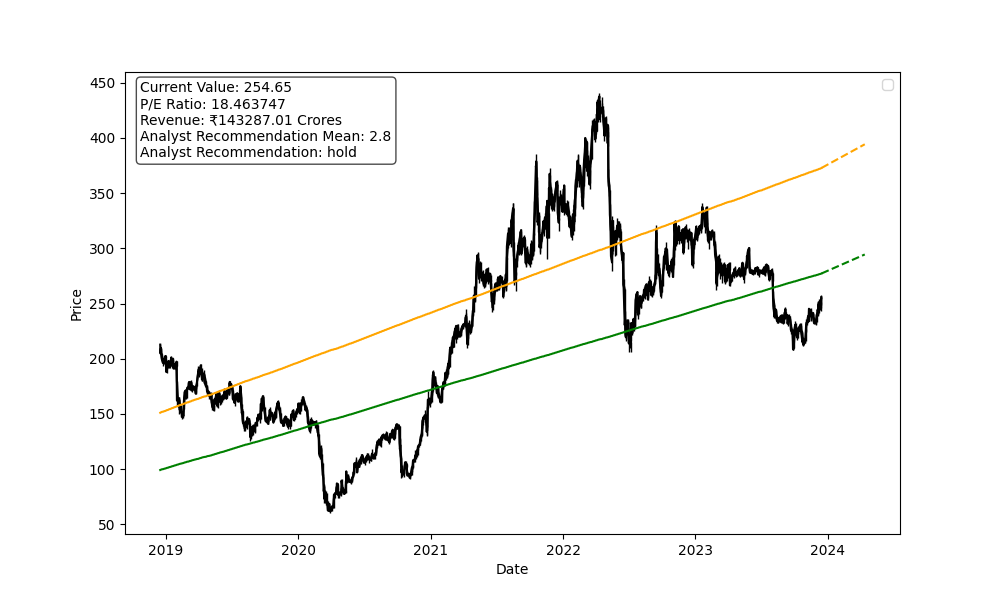 Current Value: 254.65
P/E Ratio: 18.463747
Revenue: ₹143287.01 Crores
Analyst Recommendation Mean: 2.8
Analyst Recommendation: hold
450
400
350
300
250
200
150
100
50
Price
2019 2020 2021 2022 2023 2024
Date